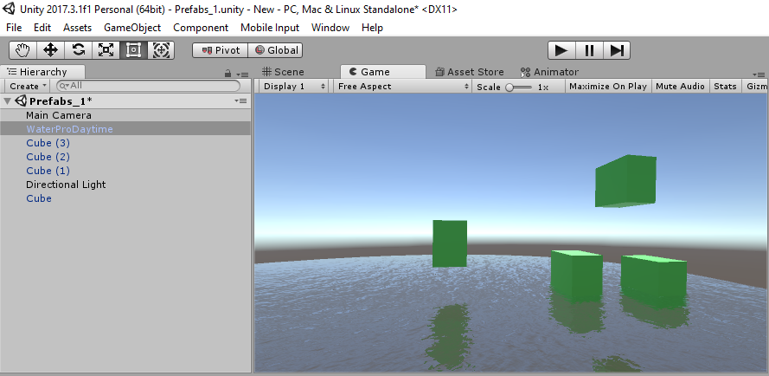 Unity 2017.3.1f1 Personal (64bit) - Prefabs_1.unity - New - PC, Mac & Linux Standalone* <DX11>
File Edit Assets GameObject Component Mobile Input Window Help
Pivot Global
Hierarchy Scene Game Asset Store Animator
Create All Display 1 Free Aspect Scale 1x Maximize On Play Mute Audio Stats Gizm
Prefabs_1*
Main Camera
WaterProDaytime
Cube (3)
Cube (2)
Cube (1)
Directional Light
Cube